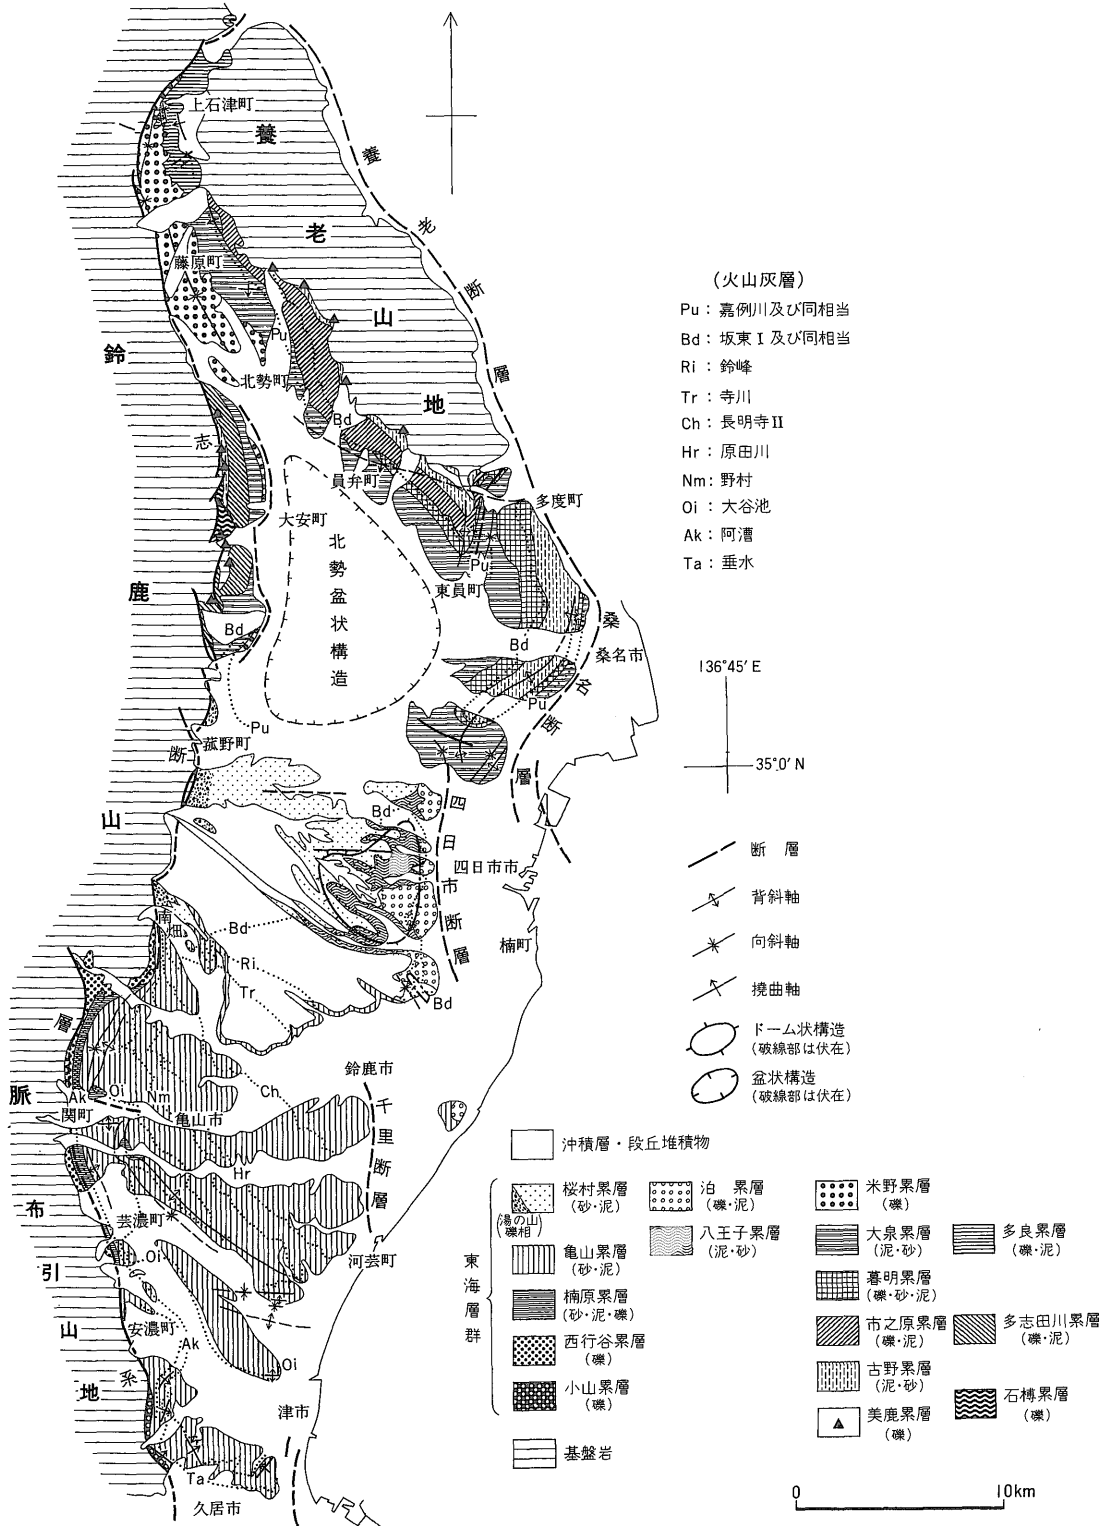 上石津町
養
老
山
地
養
老
断
層
藤原町
Pu
北勢町
鈴
鹿
山
脈
Bd
志
員弁町
多度町
大安町
北勢盆状構造
Pu
東員町
Bd
Bd
桑
名
断
層
桑名市
Pu
Pu
菰野町
断
Bd
四
日
市
断
層
四日市市
楠町
南畑
Bd
Ri
Tr
Bd
層
鈴鹿市
Ak
Oi
Nm
Ch
関町
亀山市
千
里
断
層
Hr
布
引
山
地
芸濃町
Oi
河芸町
安濃町
Ak
系
Oi
津市
Ta
久居市
(火山灰層)
Pu：嘉例川及び同相当
Bd：坂東Ⅰ及び同相当
Ri：鈴峰
Tr：寺川
Ch：長明寺Ⅱ
Hr：原田川
Nm：野村
Oi：大谷池
Ak：阿漕
Ta：垂水
136°45′E
35°0′N
断層
背斜軸
向斜軸
撓曲軸
ドーム状構造
(破線部は伏在)
盆状構造
(破線部は伏在)
沖積層・段丘堆積物
東海層群
桜村累層
(砂・泥)
湯の山
(礫相)
亀山累層
(砂・泥)
楠原累層
(砂・泥・礫)
西行谷累層
(礫)
小山累層
(礫)
基盤岩
泊累層
(礫・泥)
八王子累層
(泥・砂)
米野累層
(礫)
大泉累層
(泥・砂)
暮明累層
(礫・砂・泥)
市之原累層
(礫・泥)
古野累層
(泥・砂)
美鹿累層
(礫)
多良累層
(礫・泥)
多志田川累層
(礫・泥)
石榑累層
(礫)
0 10km